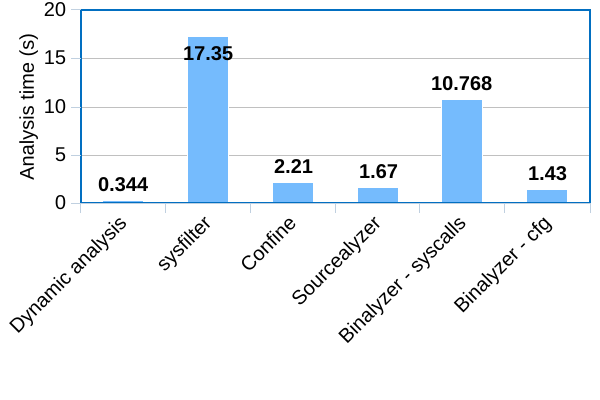 Analysis time (s)
20
15
10
5
0
0.344
17.35
2.21
1.67
10.768
1.43
Dynamic analysis
sysfilter
Confine
Sourcealyzer
Binalyzer - syscalls
Binalyzer - cfg